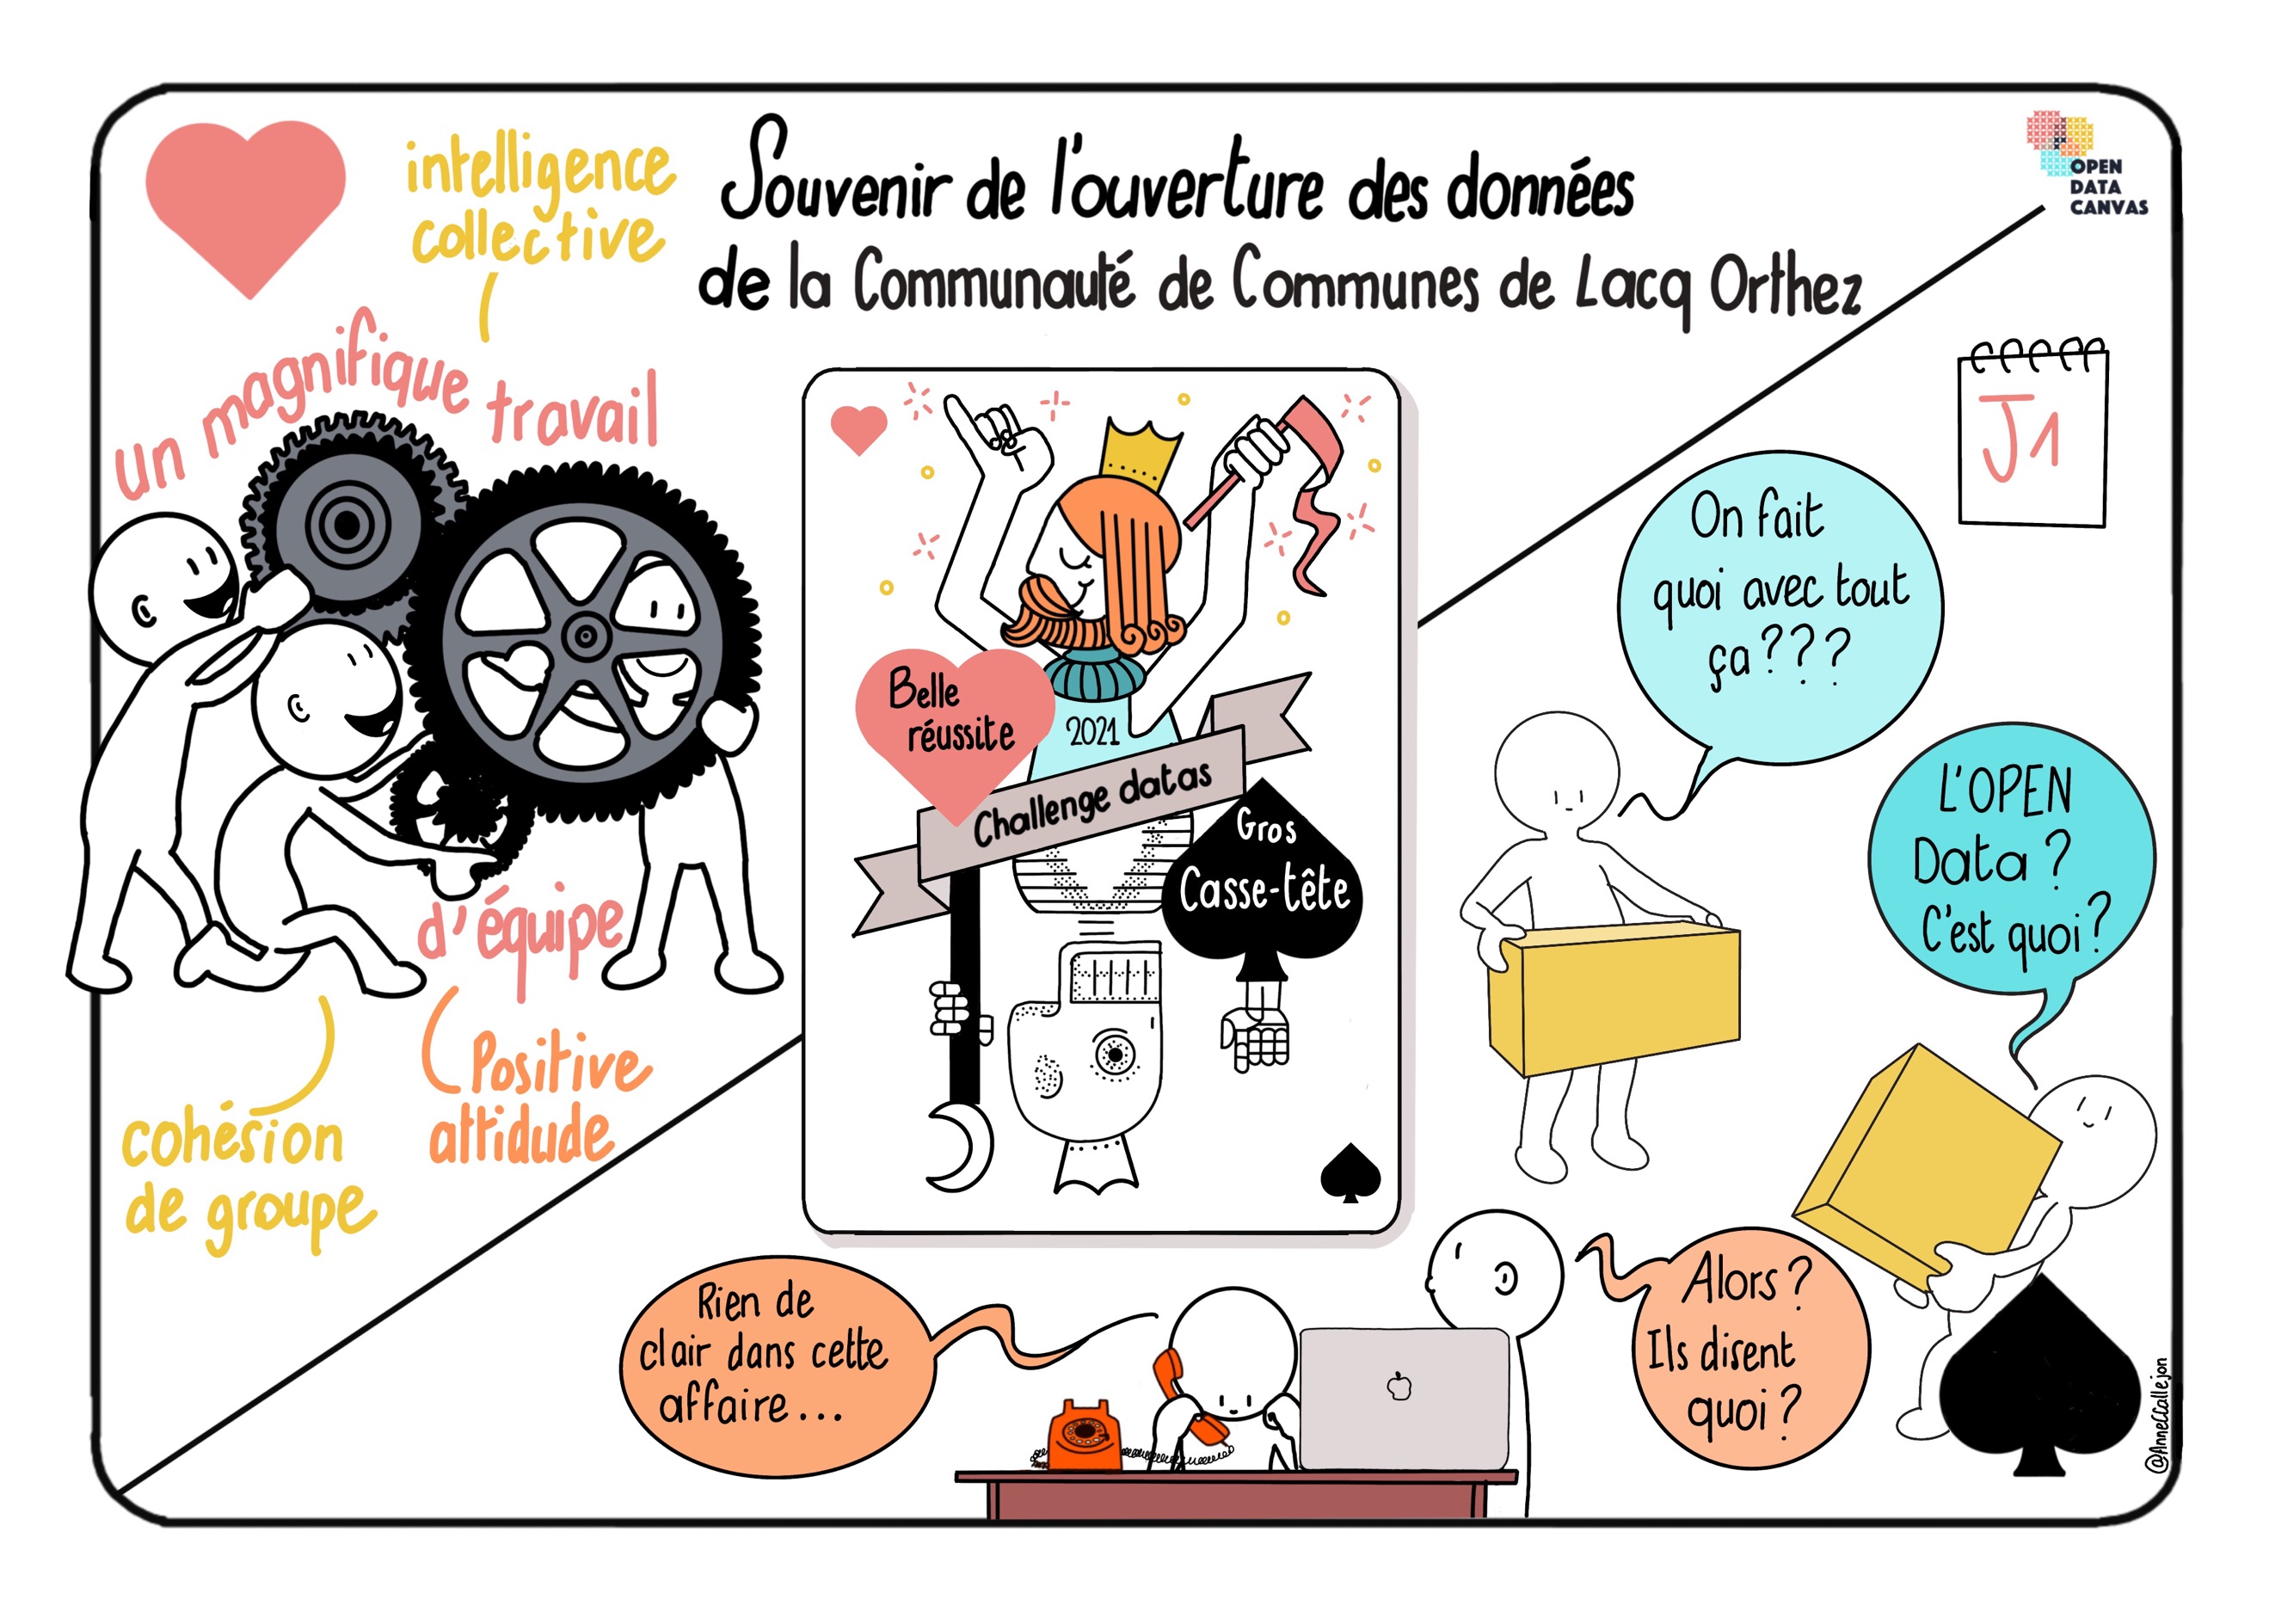 Souvenir de l'ouverture des données
de la Communauté de Communes de Lacq Orthez
OPEN
DATA
CANVAS
intelligence
collective
un magnifique travail
d'équipe
cohésion
de groupe
Positive
attidude
Belle
réussite
2021
Challenge datas
Gros
Casse-tête
J1
On fait
quoi avec tout
ça???
L'OPEN
Data?
C'est quoi?
Rien de
clair dans cette
affaire...
Alors?
Ils disent
quoi?
@AnnellCallejon